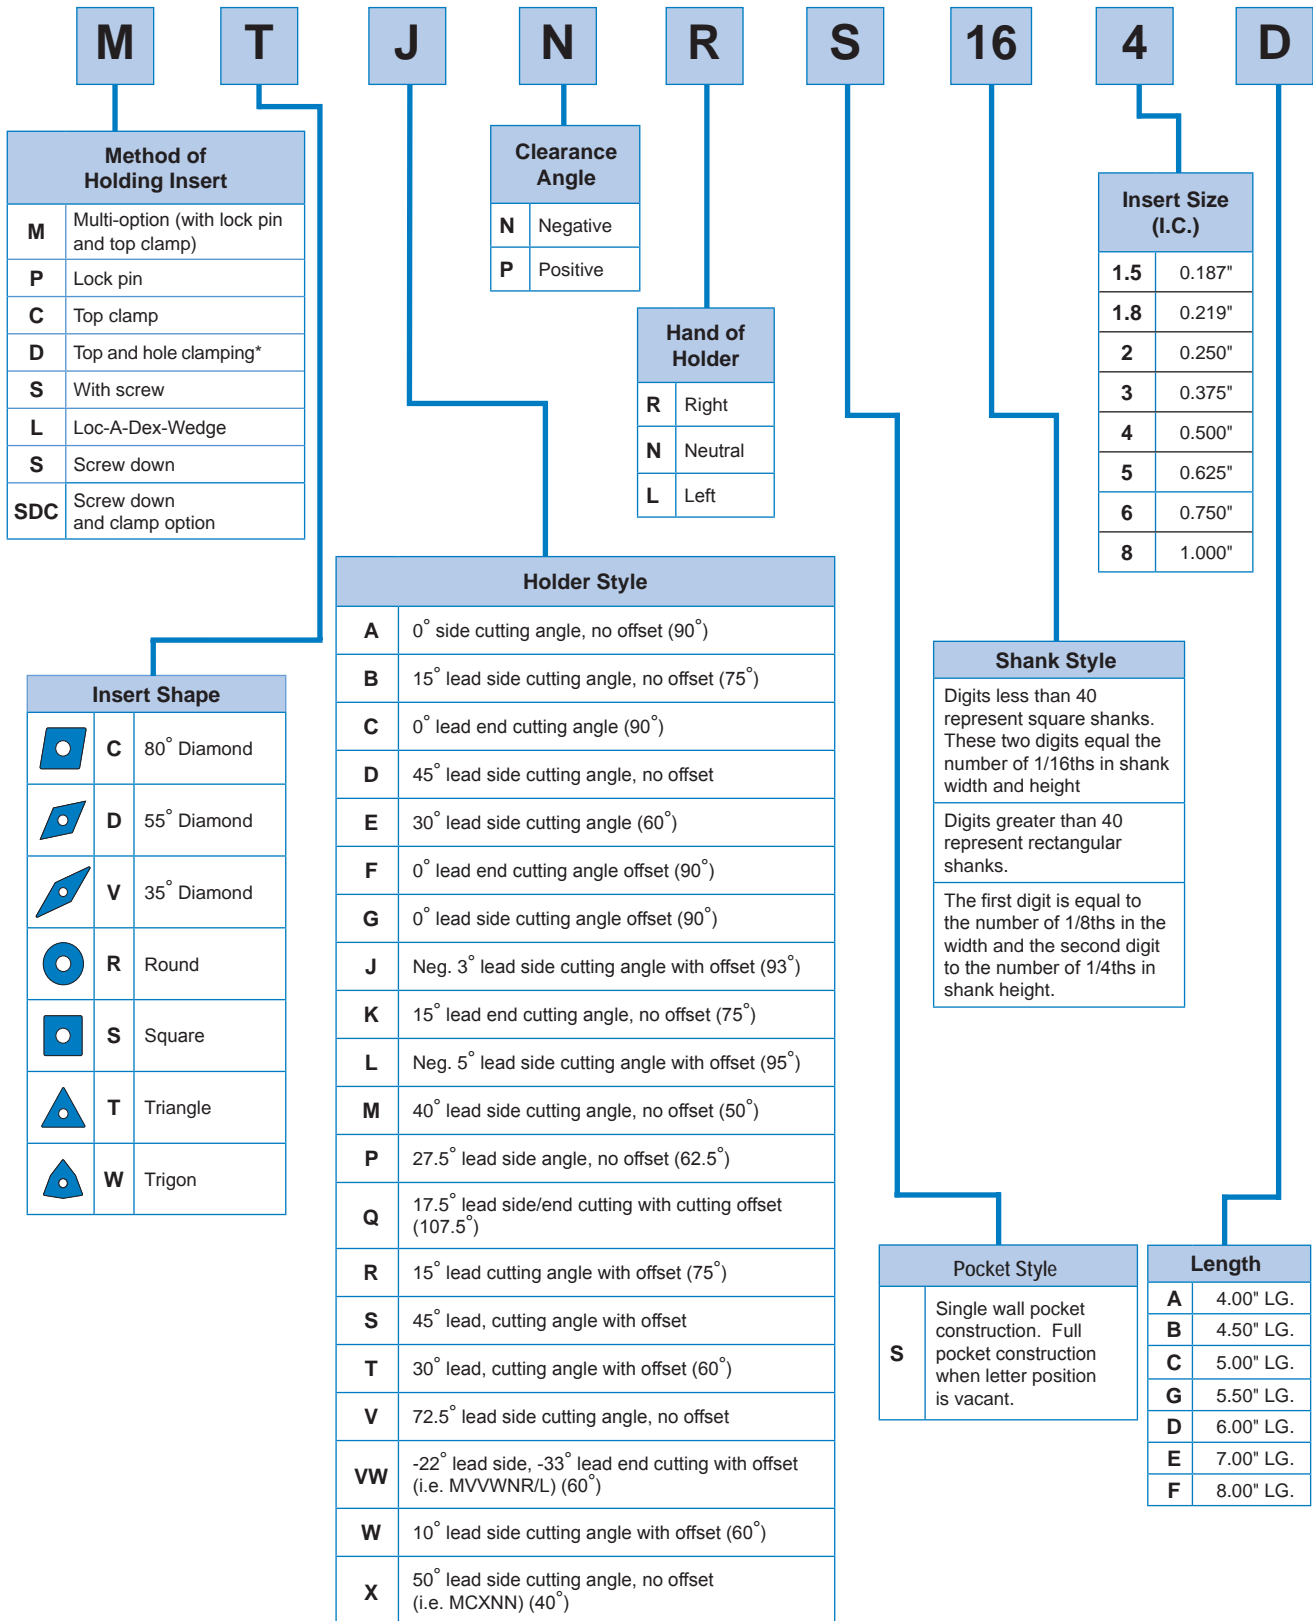 M T J N R S 16 4 D
Method of
Holding Insert
M Multi-option (with lock pin
and top clamp)
P Lock pin
C Top clamp
D Top and hole clamping*
S With screw
L Loc-A-Dex-Wedge
S Screw down
SDC Screw down
and clamp option
Clearance
Angle
N Negative
P Positive
Hand of
Holder
R Right
N Neutral
L Left
Insert Size
(I.C.)
1.5 0.187"
1.8 0.219"
2 0.250"
3 0.375"
4 0.500"
5 0.625"
6 0.750"
8 1.000"
Insert Shape
C 80° Diamond
D 55° Diamond
V 35° Diamond
R Round
S Square
T Triangle
W Trigon
Holder Style
A 0° side cutting angle, no offset (90°)
B 15° lead side cutting angle, no offset (75°)
C 0° lead end cutting angle (90°)
D 45° lead side cutting angle, no offset
E 30° lead side cutting angle (60°)
F 0° lead end cutting angle offset (90°)
G 0° lead side cutting angle offset (90°)
J Neg. 3° lead side cutting angle with offset (93°)
K 15° lead end cutting angle, no offset (75°)
L Neg. 5° lead side cutting angle with offset (95°)
M 40° lead side cutting angle, no offset (50°)
P 27.5° lead side angle, no offset (62.5°)
Q 17.5° lead side/end cutting with cutting offset
(107.5°)
R 15° lead cutting angle with offset (75°)
S 45° lead, cutting angle with offset
T 30° lead, cutting angle with offset (60°)
V 72.5° lead side cutting angle, no offset
VW -22° lead side, -33° lead end cutting with offset
(i.e. MVVWNR/L) (60°)
W 10° lead side cutting angle with offset (60°)
X 50° lead side cutting angle, no offset
(i.e. MCXNN) (40°)
Shank Style
Digits less than 40
represent square shanks.
These two digits equal the
number of 1/16ths in shank
width and height
Digits greater than 40
represent rectangular
shanks.
The first digit is equal to
the number of 1/8ths in the
width and the second digit
to the number of 1/4ths in
shank height.
Pocket Style
S Single wall pocket
construction. Full
pocket construction
when letter position
is vacant.
Length
A 4.00" LG.
B 4.50" LG.
C 5.00" LG.
G 5.50" LG.
D 6.00" LG.
E 7.00" LG.
F 8.00" LG.